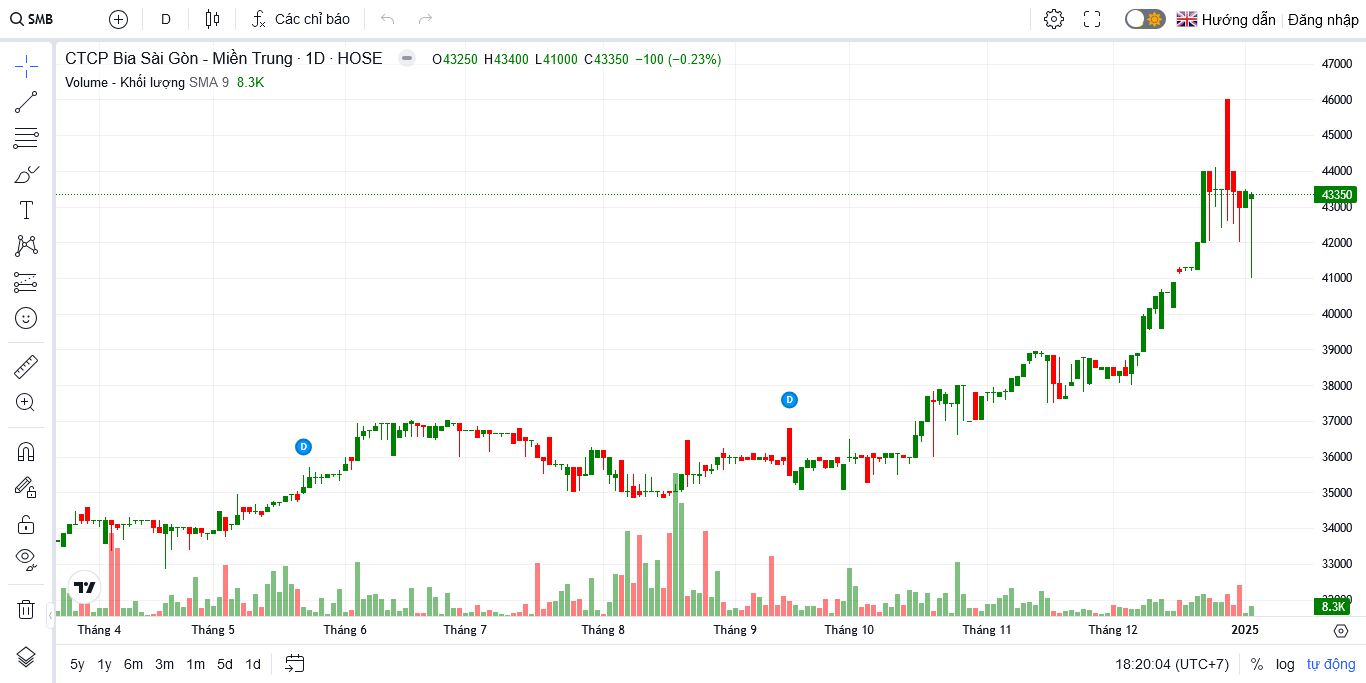 SMB D Các chỉ báo Hướng dẫn Đăng nhập
CTCP Bia Sài Gòn - Miền Trung · 1D · HOSE O43250 H43400 L41000 C43350 −100 (−0.23%)
Volume - Khối lượng SMA 9 8.3K
47000
46000
45000
44000
43350
43000
42000
41000
40000
39000
38000
37000
36000
35000
34000
33000
8.3K
D
D
Tháng 4 Tháng 5 Tháng 6 Tháng 7 Tháng 8 Tháng 9 Tháng 10 Tháng 11 Tháng 12 2025
5y 1y 6m 3m 1m 5d 1d 18:20:04 (UTC+7) % log tự động